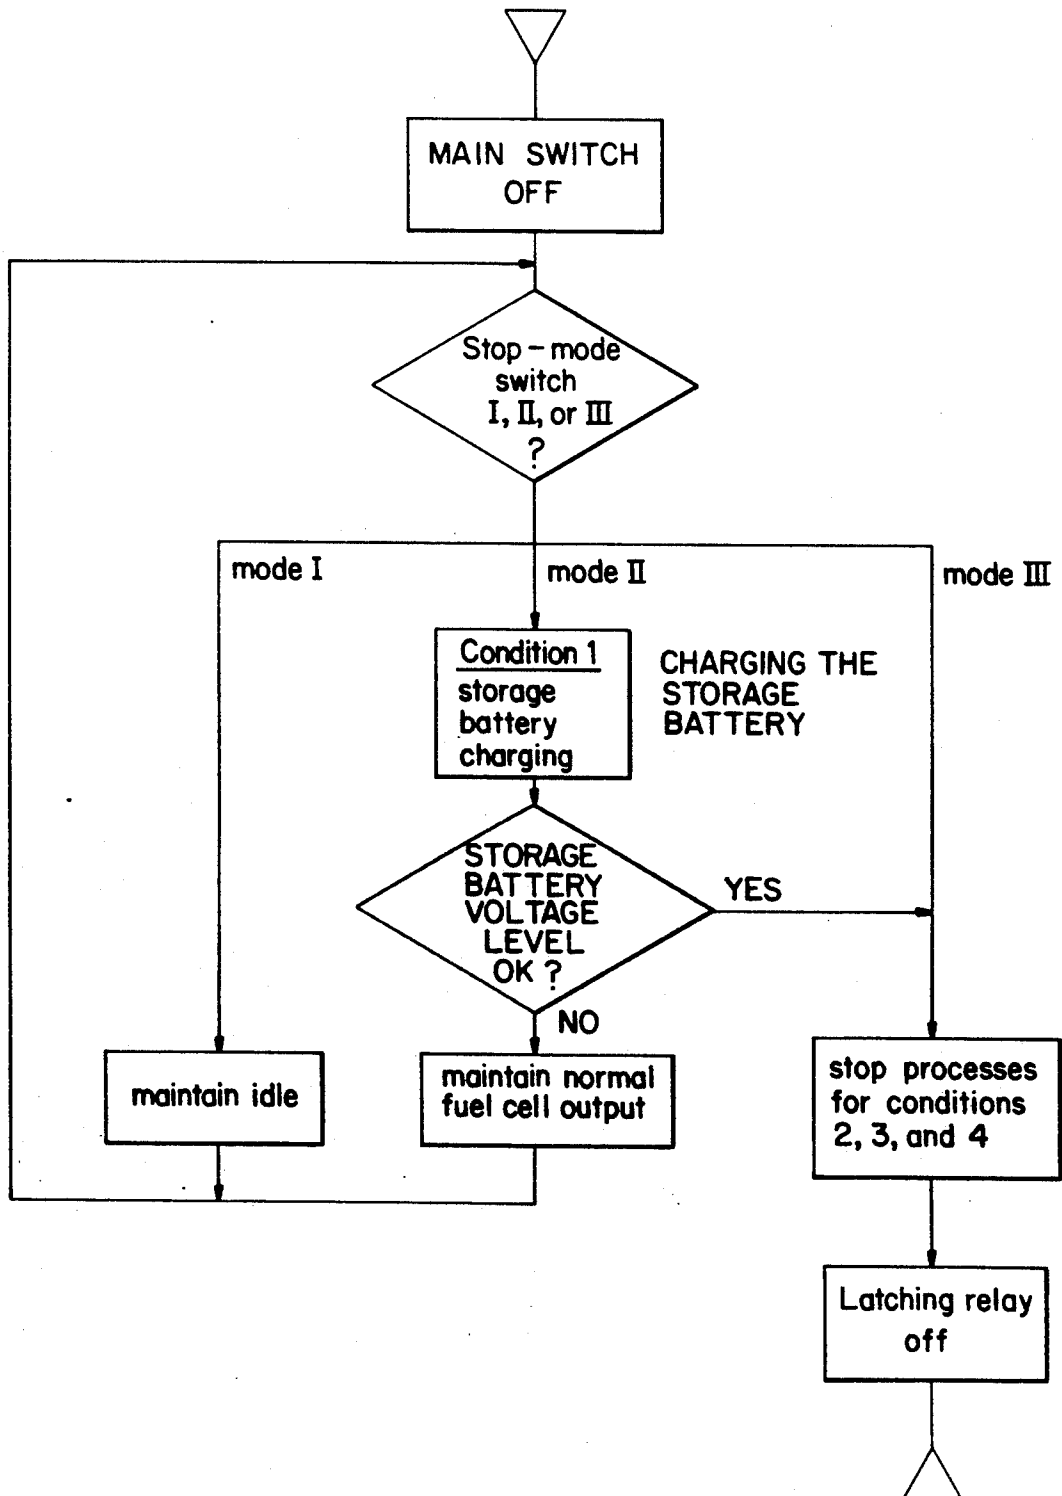 MAIN SWITCH
OFF
Stop - mode
switch
I, II, or III
?
mode I
mode II
mode III
Condition 1
storage
battery
charging
CHARGING THE
STORAGE
BATTERY
STORAGE
BATTERY
VOLTAGE
LEVEL
OK ?
YES
NO
maintain idle
maintain normal
fuel cell output
stop processes
for conditions
2, 3, and 4
Latching relay
off